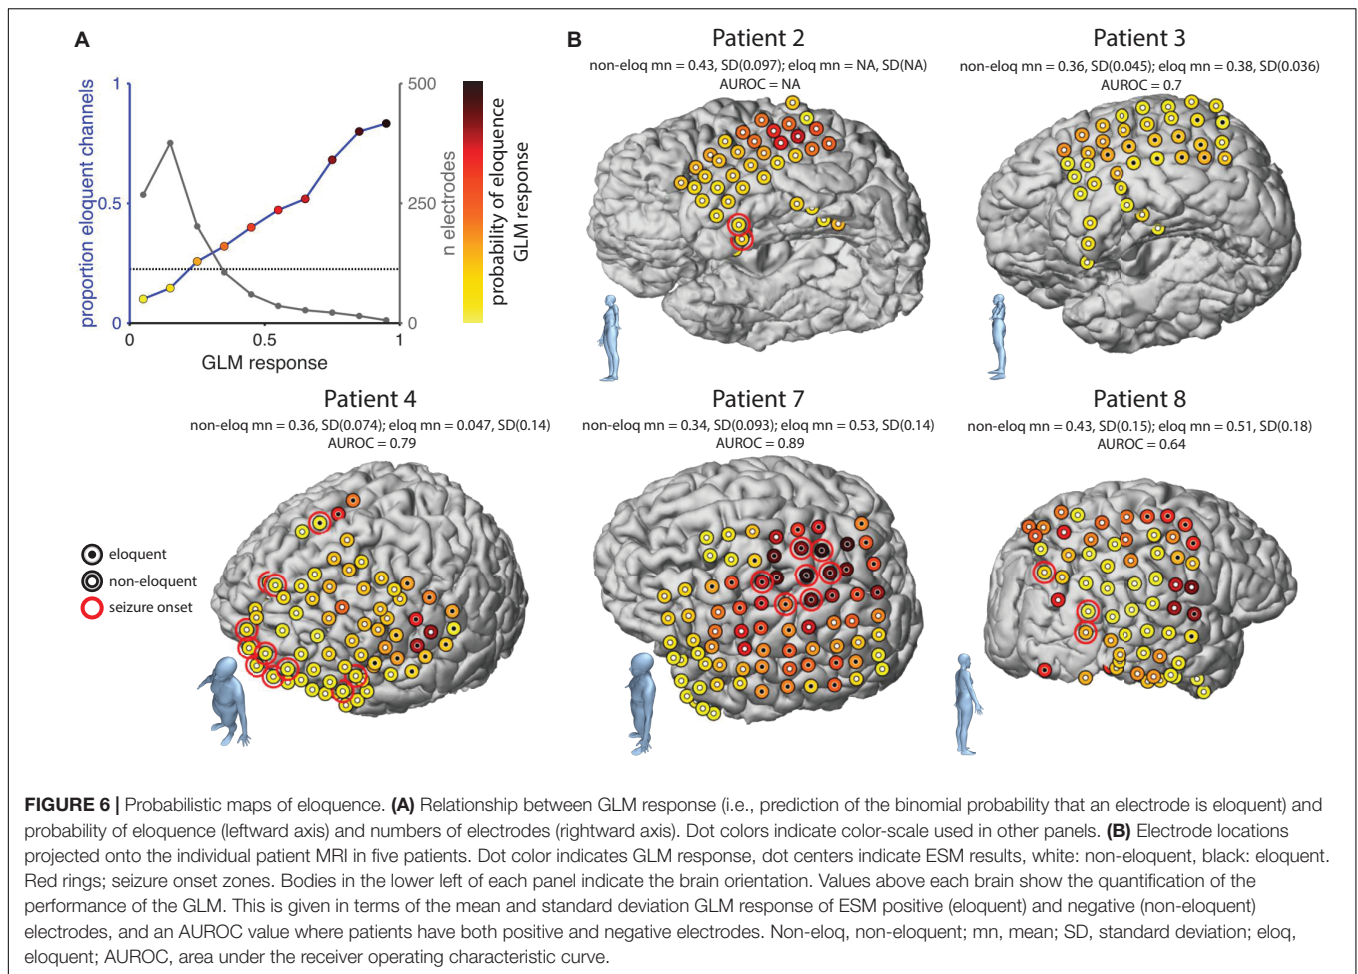 A
proportion eloquent channels
1
0.5
0
0
0.5
1
GLM response
500
250
0
n electrodes
probability of eloquence
GLM response
B
Patient 2
non-eloq mn = 0.43, SD(0.097); eloq mn = NA, SD(NA)
AUROC = NA
Patient 3
non-eloq mn = 0.36, SD(0.045); eloq mn = 0.38, SD(0.036)
AUROC = 0.7
Patient 4
non-eloq mn = 0.36, SD(0.074); eloq mn = 0.047, SD(0.14)
AUROC = 0.79
Patient 7
non-eloq mn = 0.34, SD(0.093); eloq mn = 0.53, SD(0.14)
AUROC = 0.89
Patient 8
non-eloq mn = 0.43, SD(0.15); eloq mn = 0.51, SD(0.18)
AUROC = 0.64
eloquent
non-eloquent
seizure onset
FIGURE 6 | Probabilistic maps of eloquence. (A) Relationship between GLM response (i.e., prediction of the binomial probability that an electrode is eloquent) and
probability of eloquence (leftward axis) and numbers of electrodes (rightward axis). Dot colors indicate color-scale used in other panels. (B) Electrode locations
projected onto the individual patient MRI in five patients. Dot color indicates GLM response, dot centers indicate ESM results, white: non-eloquent, black: eloquent.
Red rings; seizure onset zones. Bodies in the lower left of each panel indicate the brain orientation. Values above each brain show the quantification of the
performance of the GLM. This is given in terms of the mean and standard deviation GLM response of ESM positive (eloquent) and negative (non-eloquent)
electrodes, and an AUROC value where patients have both positive and negative electrodes. Non-eloq, non-eloquent; mn, mean; SD, standard deviation; eloq,
eloquent; AUROC, area under the receiver operating characteristic curve.